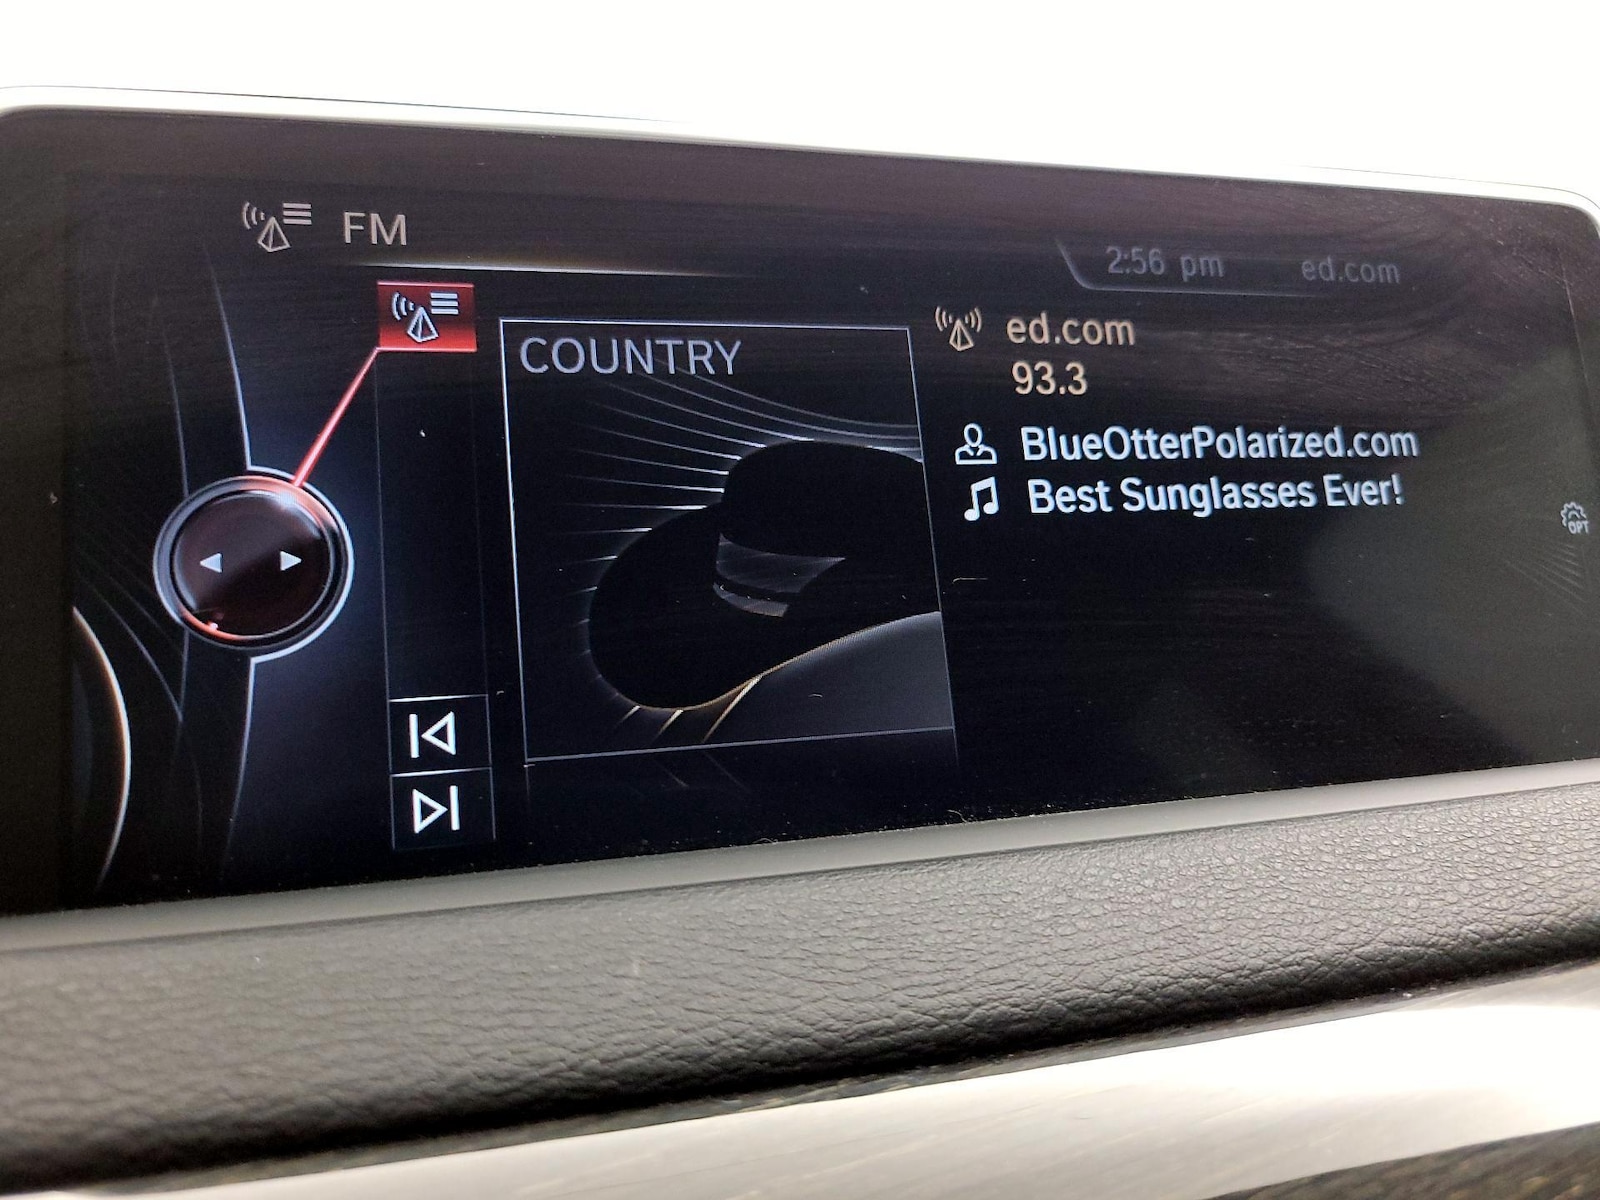 FM
2:56 pm ed.com
COUNTRY
ed.com
93.3
BlueOtterPolarized.com
Best Sunglasses Ever!
OPT